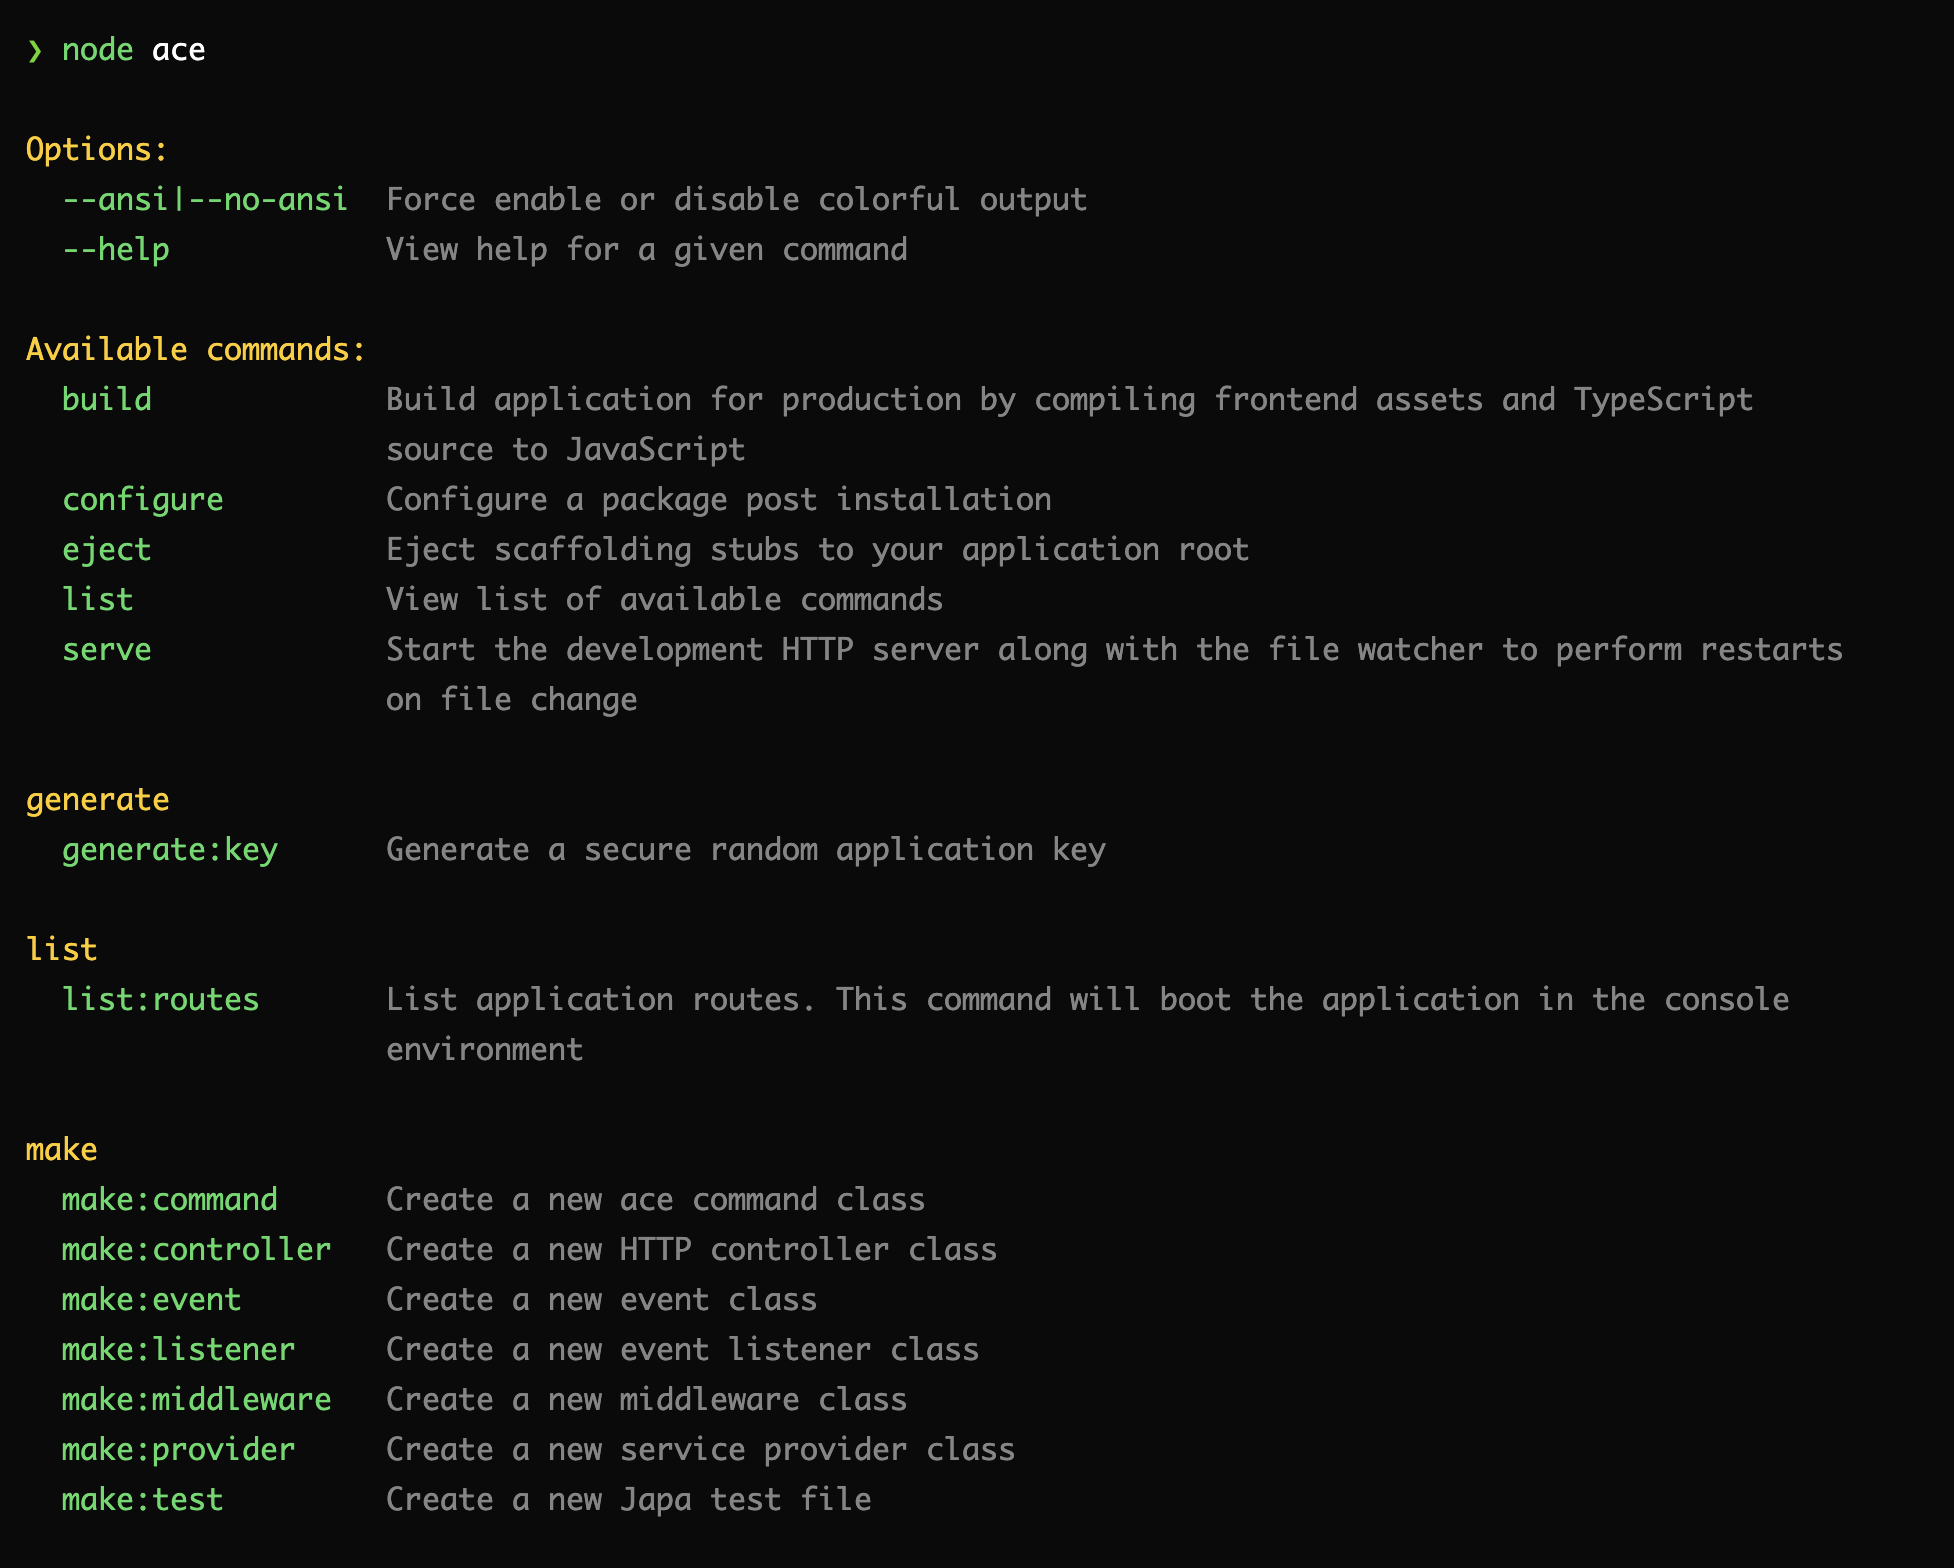 ❯ node ace
Options:
--ansi|--no-ansi  Force enable or disable colorful output
--help            View help for a given command
Available commands:
build             Build application for production by compiling frontend assets and TypeScript
                  source to JavaScript
configure         Configure a package post installation
eject             Eject scaffolding stubs to your application root
list              View list of available commands
serve             Start the development HTTP server along with the file watcher to perform restarts
                  on file change
generate
generate:key      Generate a secure random application key
list
list:routes       List application routes. This command will boot the application in the console
                  environment
make
make:command      Create a new ace command class
make:controller   Create a new HTTP controller class
make:event        Create a new event class
make:listener     Create a new event listener class
make:middleware   Create a new middleware class
make:provider     Create a new service provider class
make:test         Create a new Japa test file